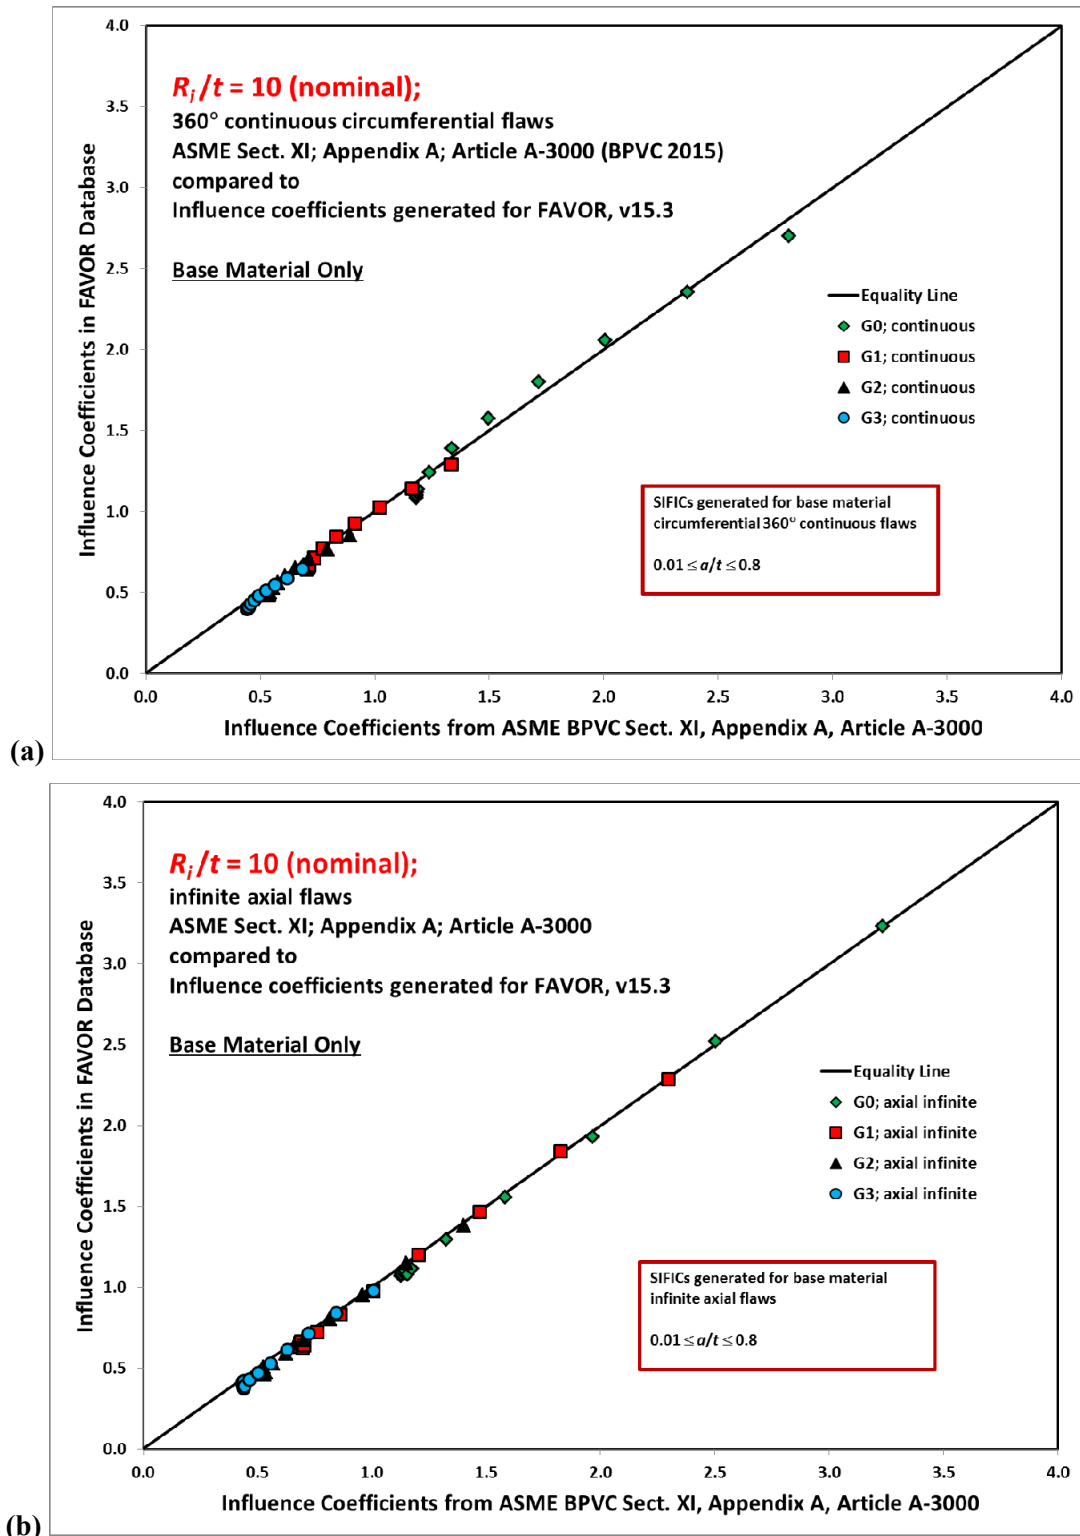 4.0
3.5
3.0
2.5
2.0
1.5
1.0
0.5
0.0
Influence Coefficients in FAVOR Database
Ri/t = 10 (nominal);
360° continuous circumferential flaws
ASME Sect. XI; Appendix A; Article A-3000 (BPVC 2015)
compared to
Influence coefficients generated for FAVOR, v15.3
Base Material Only
Equality Line
G0; continuous
G1; continuous
G2; continuous
G3; continuous
SIFICs generated for base material
circumferential 360° continuous flaws
0.01 ≤ a/t ≤ 0.8
0.0 0.5 1.0 1.5 2.0 2.5 3.0 3.5 4.0
Influence Coefficients from ASME BPVC Sect. XI, Appendix A, Article A-3000
(a)
4.0
3.5
3.0
2.5
2.0
1.5
1.0
0.5
0.0
Influence Coefficients in FAVOR Database
Ri/t = 10 (nominal);
infinite axial flaws
ASME Sect. XI; Appendix A; Article A-3000
compared to
Influence coefficients generated for FAVOR, v15.3
Base Material Only
Equality Line
G0; axial infinite
G1; axial infinite
G2; axial infinite
G3; axial infinite
SIFICs generated for base material
infinite axial flaws
0.01 ≤ a/t ≤ 0.8
0.0 0.5 1.0 1.5 2.0 2.5 3.0 3.5 4.0
Influence Coefficients from ASME BPVC Sect. XI, Appendix A, Article A-3000
(b)